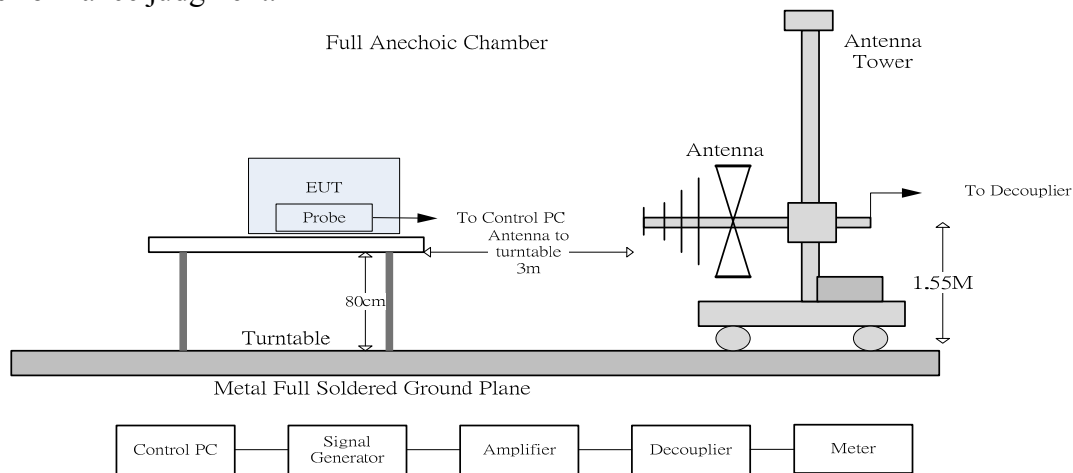 Full Anechoic Chamber
Antenna
Tower
Antenna
EUT
Probe
To Control PC
To Decouplier
Antenna to
turntable
3m
80cm
1.55M
Turntable
Metal Full Soldered Ground Plane
Control PC
Signal
Generator
Amplifier
Decouplier
Meter